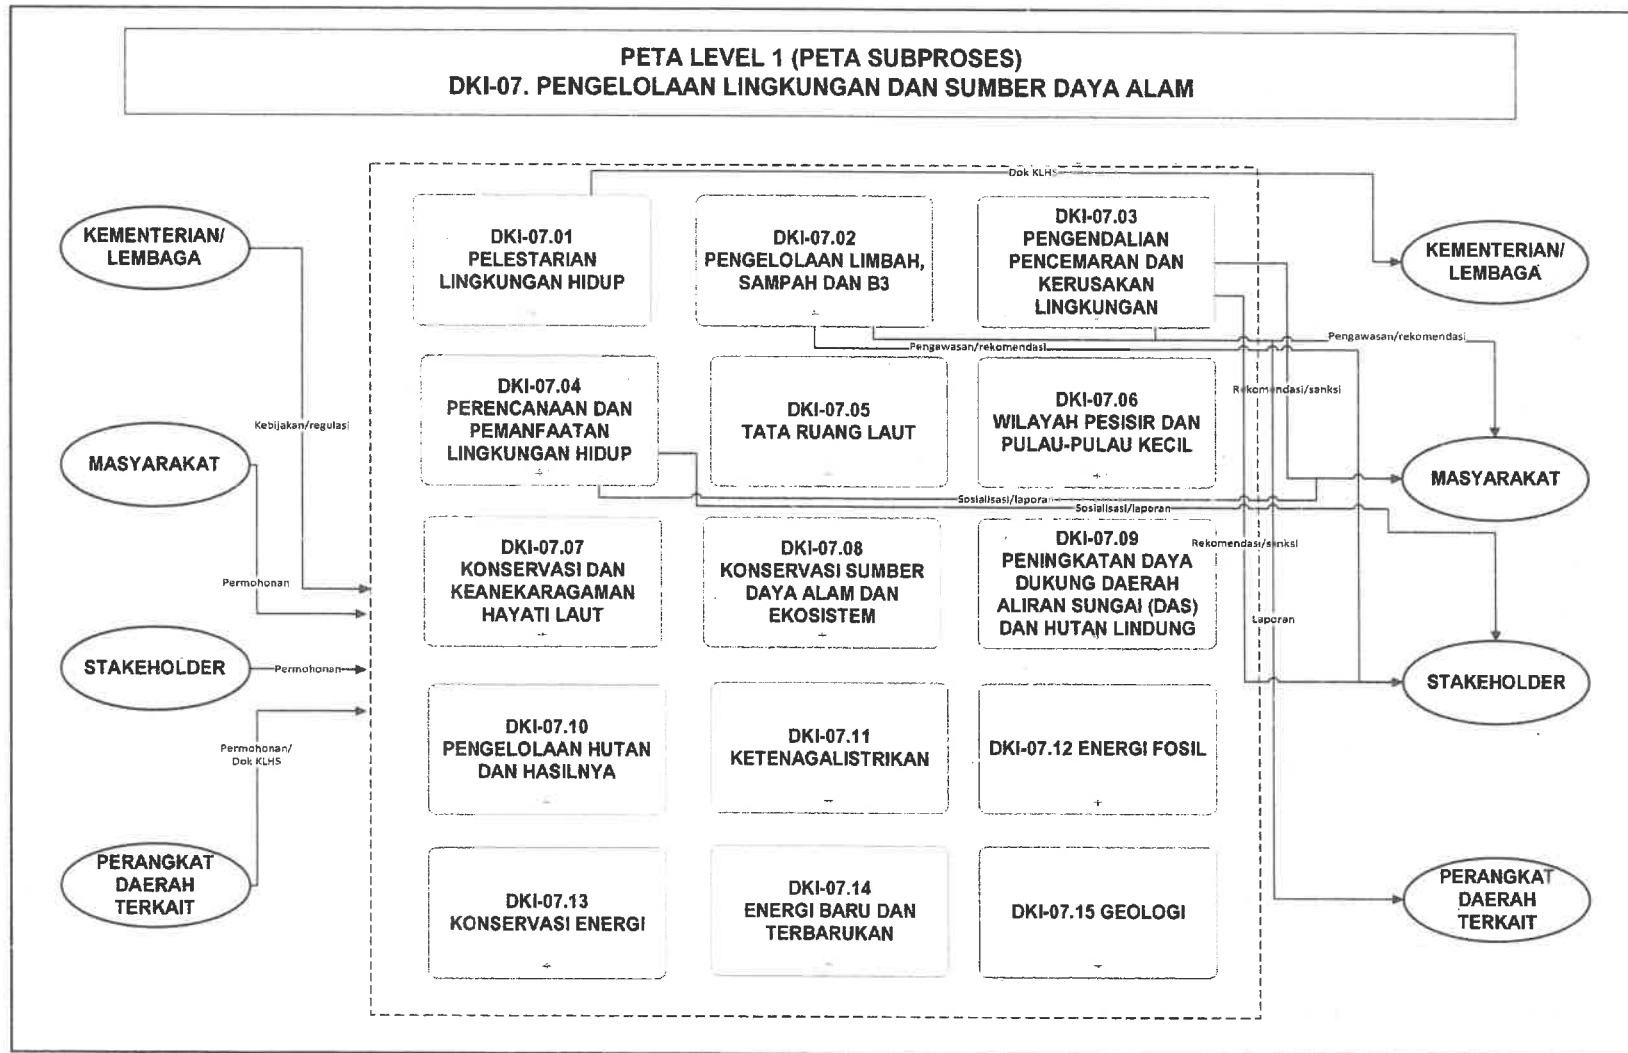 PETA LEVEL 1 (PETA SUBPROSES)
DKI-07. PENGELOLAAN LINGKUNGAN DAN SUMBER DAYA ALAM
Dok KLHS
KEMENTERIAN/
LEMBAGA
DKI-07.01
PELESTARIAN
LINGKUNGAN HIDUP
DKI-07.02
PENGELOLAAN LIMBAH,
SAMPAH DAN B3
DKI-07.03
PENGENDALIAN
PENCEMARAN DAN
KERUSAKAN
LINGKUNGAN
KEMENTERIAN/
LEMBAGA
Pengawasan/rekomendasi
Pengawasan/rekomendasi
Kebijakan/regulasi
MASYARAKAT
DKI-07.04
PERENCANAAN DAN
PEMANFAATAN
LINGKUNGAN HIDUP
DKI-07.05
TATA RUANG LAUT
DKI-07.06
WILAYAH PESISIR DAN
PULAU-PULAU KECIL
Rekomendasi/sanksi
MASYARAKAT
Sosialisasi/laporan
Sosialisasi/laporan
Permohonan
DKI-07.07
KONSERVASI DAN
KEANEKARAGAMAN
HAYATI LAUT
DKI-07.08
KONSERVASI SUMBER
DAYA ALAM DAN
EKOSISTEM
DKI-07.09
PENINGKATAN DAYA
DUKUNG DAERAH
ALIRAN SUNGAI (DAS)
DAN HUTAN LINDUNG
Rekomendasi/sanksi
Laporan
STAKEHOLDER
Permohonan
STAKEHOLDER
Permohonan/
Dok KLHS
DKI-07.10
PENGELOLAAN HUTAN
DAN HASILNYA
DKI-07.11
KETENAGALISTRIKAN
DKI-07.12 ENERGI FOSIL
PERANGKAT
DAERAH
TERKAIT
DKI-07.13
KONSERVASI ENERGI
DKI-07.14
ENERGI BARU DAN
TERBARUKAN
DKI-07.15 GEOLOGI
PERANGKAT
DAERAH
TERKAIT